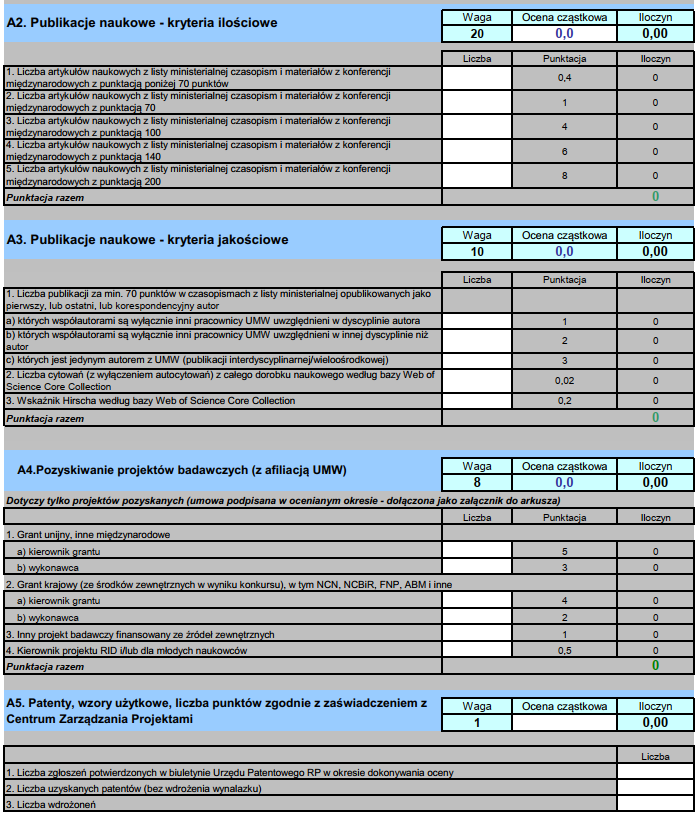 A2. Publikacje naukowe - kryteria ilościowe
Waga Ocena cząstkowa Iloczyn
20 0,0 0,00
Liczba Punktacja Iloczyn
1. Liczba artykułów naukowych z listy ministerialnej czasopism i materiałów z konferencji
międzynarodowych z punktacją poniżej 70 punktów 0,4 0
2. Liczba artykułów naukowych z listy ministerialnej czasopism i materiałów z konferencji
międzynarodowych z punktacją 70 1 0
3. Liczba artykułów naukowych z listy ministerialnej czasopism i materiałów z konferencji
międzynarodowych z punktacją 100 4 0
4. Liczba artykułów naukowych z listy ministerialnej czasopism i materiałów z konferencji
międzynarodowych z punktacją 140 6 0
5. Liczba artykułów naukowych z listy ministerialnej czasopism i materiałów z konferencji
międzynarodowych z punktacją 200 8 0
Punktacja razem 0
A3. Publikacje naukowe - kryteria jakościowe
Waga Ocena cząstkowa Iloczyn
10 0,0 0,00
Liczba Punktacja Iloczyn
1. Liczba publikacji za min. 70 punktów w czasopismach z listy ministerialnej opublikowanych jako
pierwszy, lub ostatni, lub korespondencyjny autor
a) których współautorami są wyłącznie inni pracownicy UMW uwzględnieni w dyscyplinie autora 1 0
b) których współautorami są wyłącznie inni pracownicy UMW uwzględnieni w innej dyscyplinie niż
autor 2 0
c) których jest jedynym autorem z UMW (publikacji interdyscyplinarnej/wieloośrodkowej) 3 0
2. Liczba cytowań (z wyłączeniem autocytowań) z całego dorobku naukowego według bazy Web of
Science Core Collection 0,02 0
3. Wskaźnik Hirscha według bazy Web of Science Core Collection 0,2 0
Punktacja razem 0
A4.Pozyskiwanie projektów badawczych (z afiliacją UMW)
Waga Ocena cząstkowa Iloczyn
8 0,0 0,00
Dotyczy tylko projektów pozyskanych (umowa podpisana w ocenianym okresie - dołączona jako załącznik do arkusza)
Liczba Punktacja Iloczyn
1. Grant unijny, inne międzynarodowe
a) kierownik grantu 5 0
b) wykonawca 3 0
2. Grant krajowy (ze środków zewnętrznych w wyniku konkursu), w tym NCN, NCBiR, FNP, ABM i inne
a) kierownik grantu 4 0
b) wykonawca 2 0
3. Inny projekt badawczy finansowany ze źródeł zewnętrznych 1 0
4. Kierownik projektu RID i/lub dla młodych naukowców 0,5 0
Punktacja razem 0
A5. Patenty, wzory użytkowe, liczba punktów zgodnie z zaświadczeniem z
Centrum Zarządzania Projektami
Waga Ocena cząstkowa Iloczyn
1 0,00
Liczba
1. Liczba zgłoszeń potwierdzonych w biuletynie Urzędu Patentowego RP w okresie dokonywania oceny
2. Liczba uzyskanych patentów (bez wdrożenia wynalazku)
3. Liczba wdrożoneń